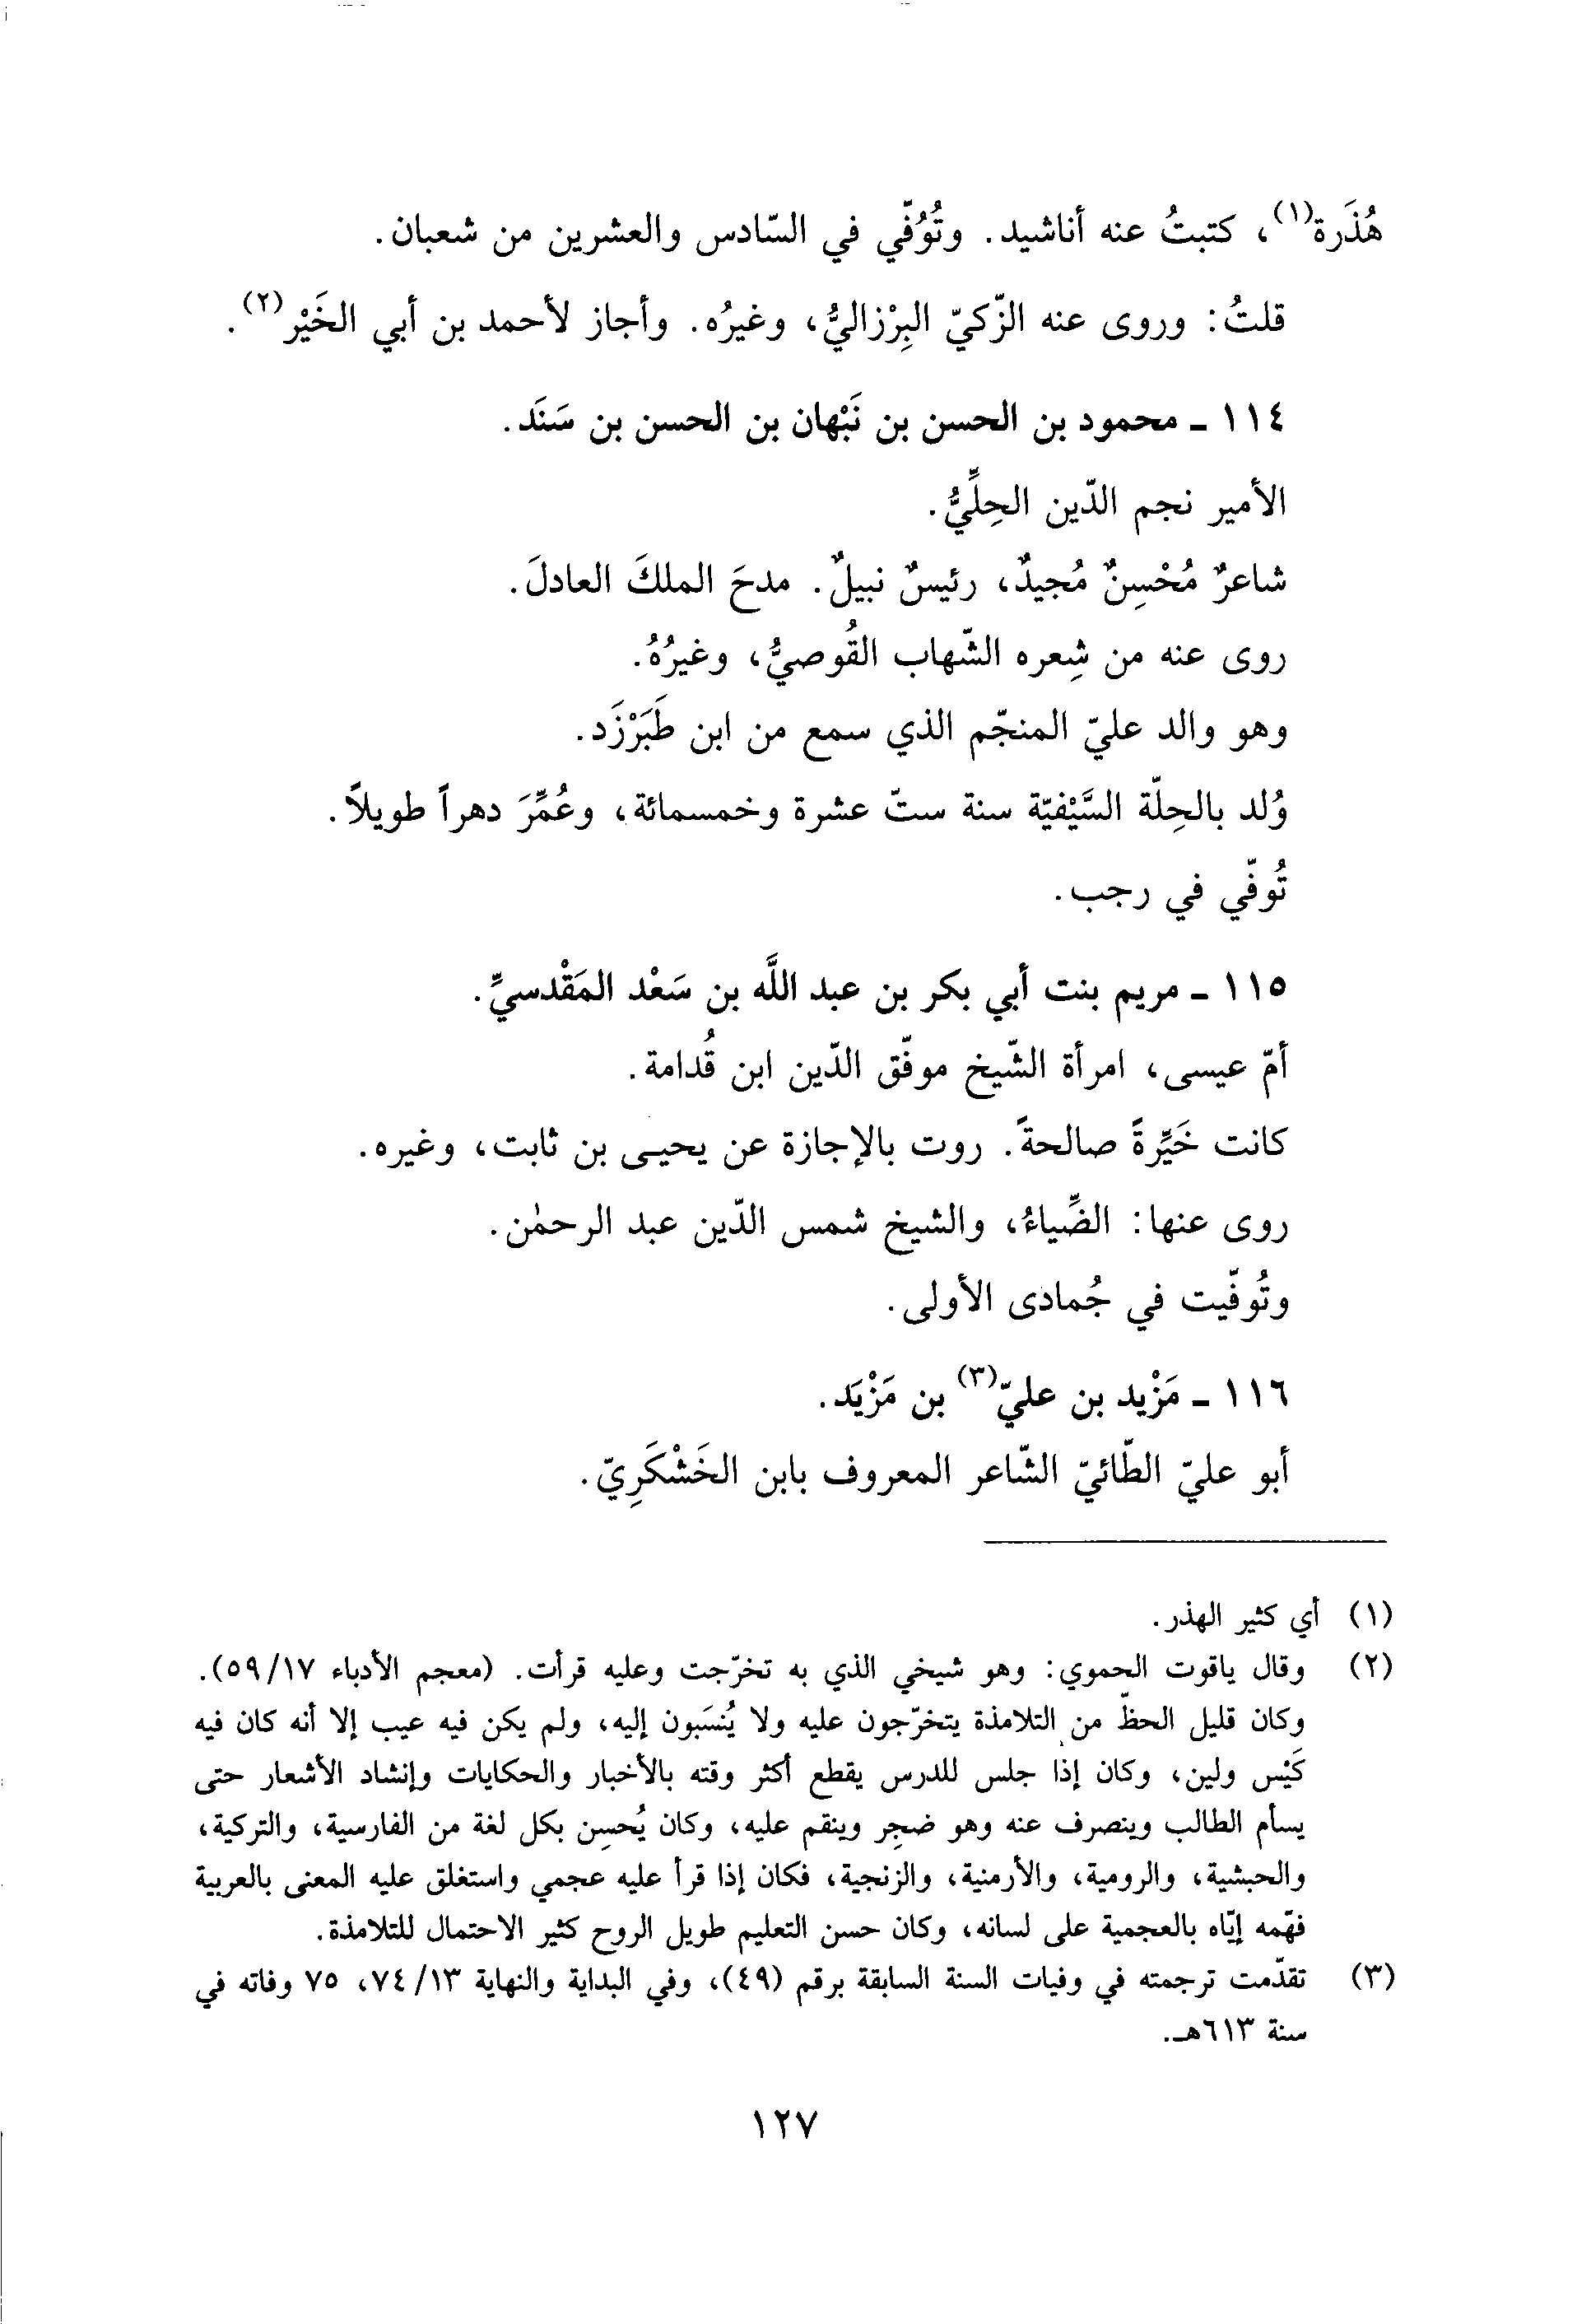 هُذَرة(١)، كتبتُ عنه أناشيد. وتُوُفّي في السّادس والعشرين من شعبان.
قلتُ: وروى عنه الزّكيّ البِرْزاليُّ، وغيرُه. وأجاز لأحمد بن أبي الخَيْر(٢).
١١٤ - محمود بن الحسن بن نَبْهان بن الحسن بن سَنَد.
الأمير نجم الدّين الحِلِّيُّ.
شاعرٌ مُحْسِنٌ مُجيدٌ، رئيسٌ نبيلٌ. مدحَ الملكَ العادلَ.
روى عنه من شِعره الشّهاب القُوصيُّ، وغيرُهُ.
وهو والد عليّ المنجّم الذي سمع من ابن طَبَرْزَد.
وُلد بالحِلّة السَّيْفيّة سنة ستّ عشرة وخمسمائة، وعُمِّرَ دهراً طويلاً.
تُوفّي في رجب.
١١٥ - مريم بنت أبي بكر بن عبد اللَّه بن سَعْد المَقْدسيِّ.
أمّ عيسى، امرأة الشّيخ موفّق الدّين ابن قُدامة.
كانت خَيِّرةً صالحةً. روت بالإجازة عن يحيى بن ثابت، وغيره.
روى عنها: الضِّياءُ، والشيخ شمس الدّين عبد الرحمٰن.
وتُوفّيت في جُمادى الأولى.
١١٦ - مَزْيد بن عليّ(٣) بن مَزْيَد.
أبو عليّ الطّائيّ الشّاعر المعروف بابن الخَشْكَرِيّ.
(١) أي كثير الهذر.
(٢) وقال ياقوت الحموي: وهو شيخي الذي به تخرّجت وعليه قرأت. (معجم الأدباء ٥٩/١٧).
وكان قليل الحظّ من التلامذة يتخرّجون عليه ولا يُنسَبون إليه، ولم يكن فيه عيب إلا أنه كان فيه
كَيْس ولين، وكان إذا جلس للدرس يقطع أكثر وقته بالأخبار والحكايات وإنشاد الأشعار حتى
يسأم الطالب وينصرف عنه وهو ضجِر وينقم عليه، وكان يُحسِن بكل لغة من الفارسية، والتركية،
والحبشية، والرومية، والأرمنية، والزنجية، فكان إذا قرأ عليه عجمي واستغلق عليه المعنى بالعربية
فهّمه إيّاه بالعجمية على لسانه، وكان حسن التعليم طويل الروح كثير الاحتمال للتلامذة.
(٣) تقدّمت ترجمته في وفيات السنة السابقة برقم (٤٩)، وفي البداية والنهاية ٧٤/١٣، ٧٥ وفاته في
سنة ٦١٣هـ.
١٢٧